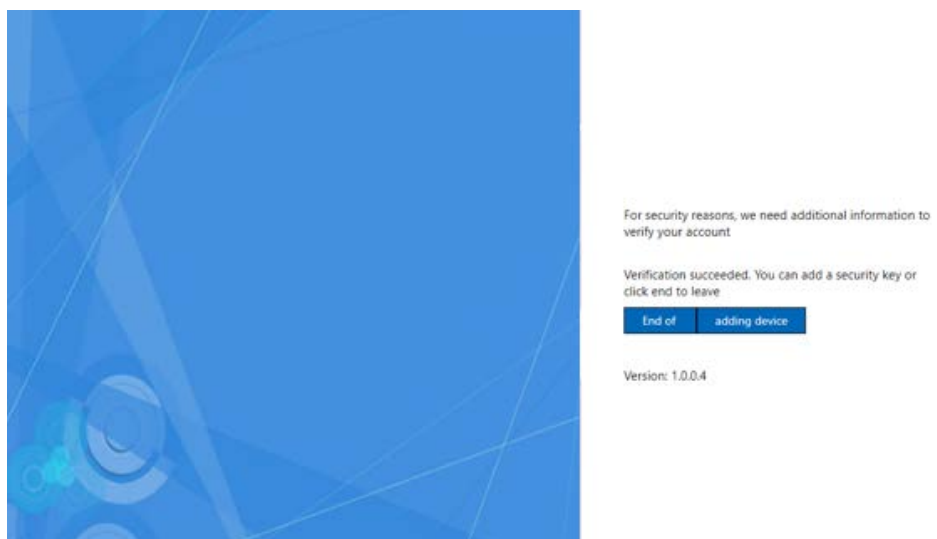 For security reasons, we need additional information to
verify your account
Verification succeeded. You can add a security key or
click end to leave
End of
adding device
Version: 1.0.0.4